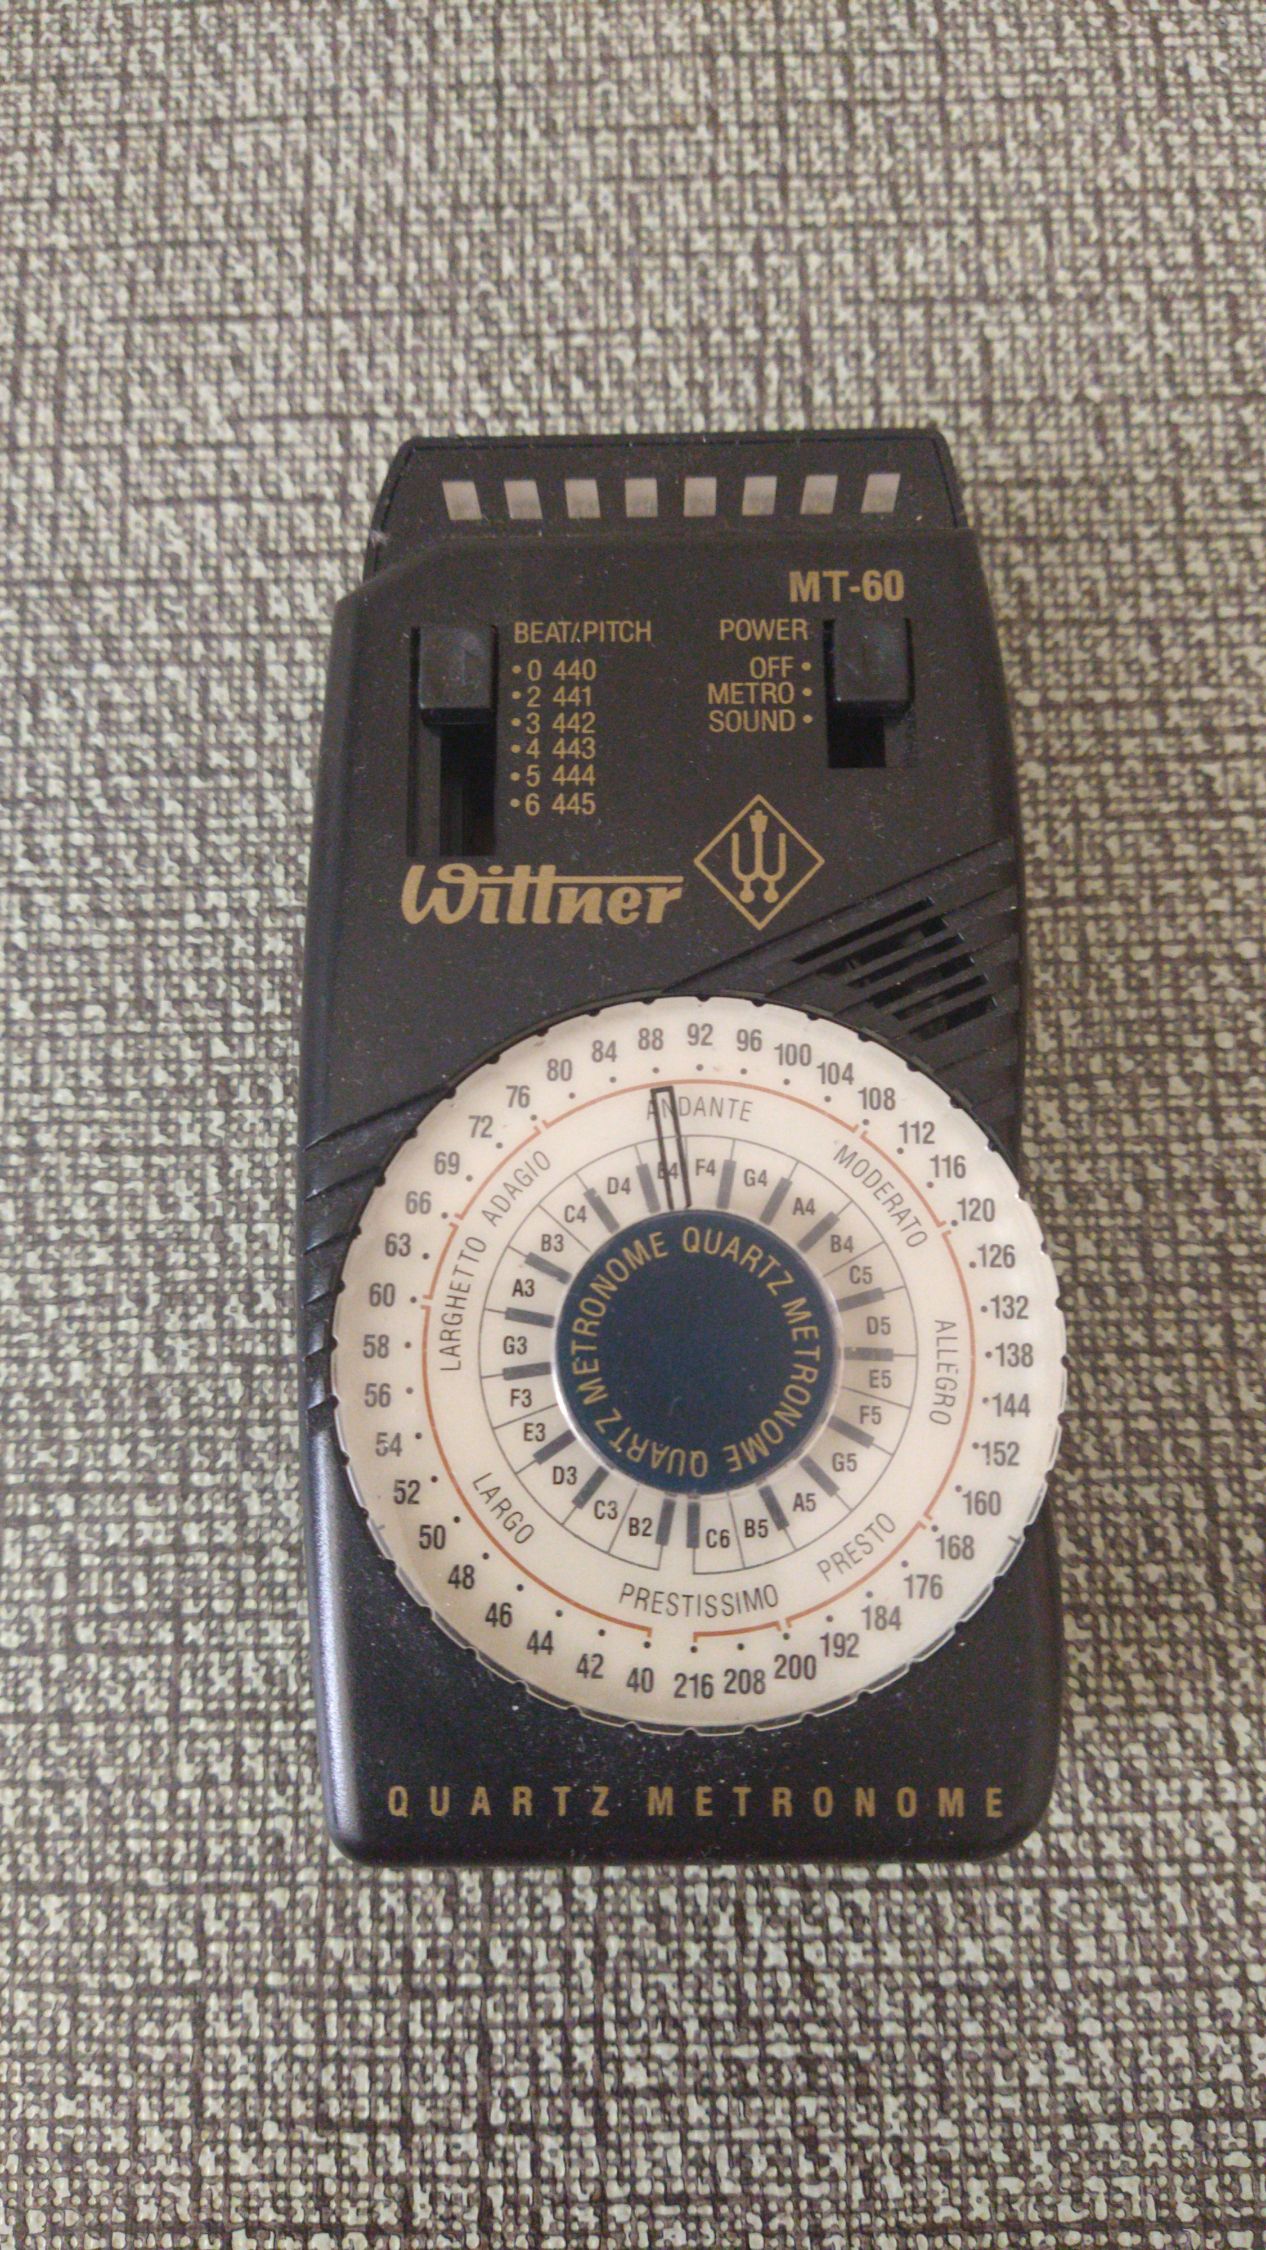 MT-60
BEAT/.PITCH
0 440
2 441
3 442
4 443
5 444
6 445
POWER
OFF
METRO
SOUND
Wittner
40 42 44 46 48 50 52 54 56 58 60 63 66 69 72 76 80 84 88 92 96 100 104 108 112 116 120 126 132 138 144 152 160 168 176 184 192 200 208 216
LARGO LARGHETTO ADAGIO ANDANTE MODERATO ALLEGRO PRESTO PRESTISSIMO
B2 C3 D3 E3 F3 G3 A3 B3 C4 D4 E4 F4 G4 A4 B4 C5 D5 E5 F5 G5 A5 B5 C6
QUARTZ METRONOME QUARTZ METRONOME
QUARTZ METRONOME